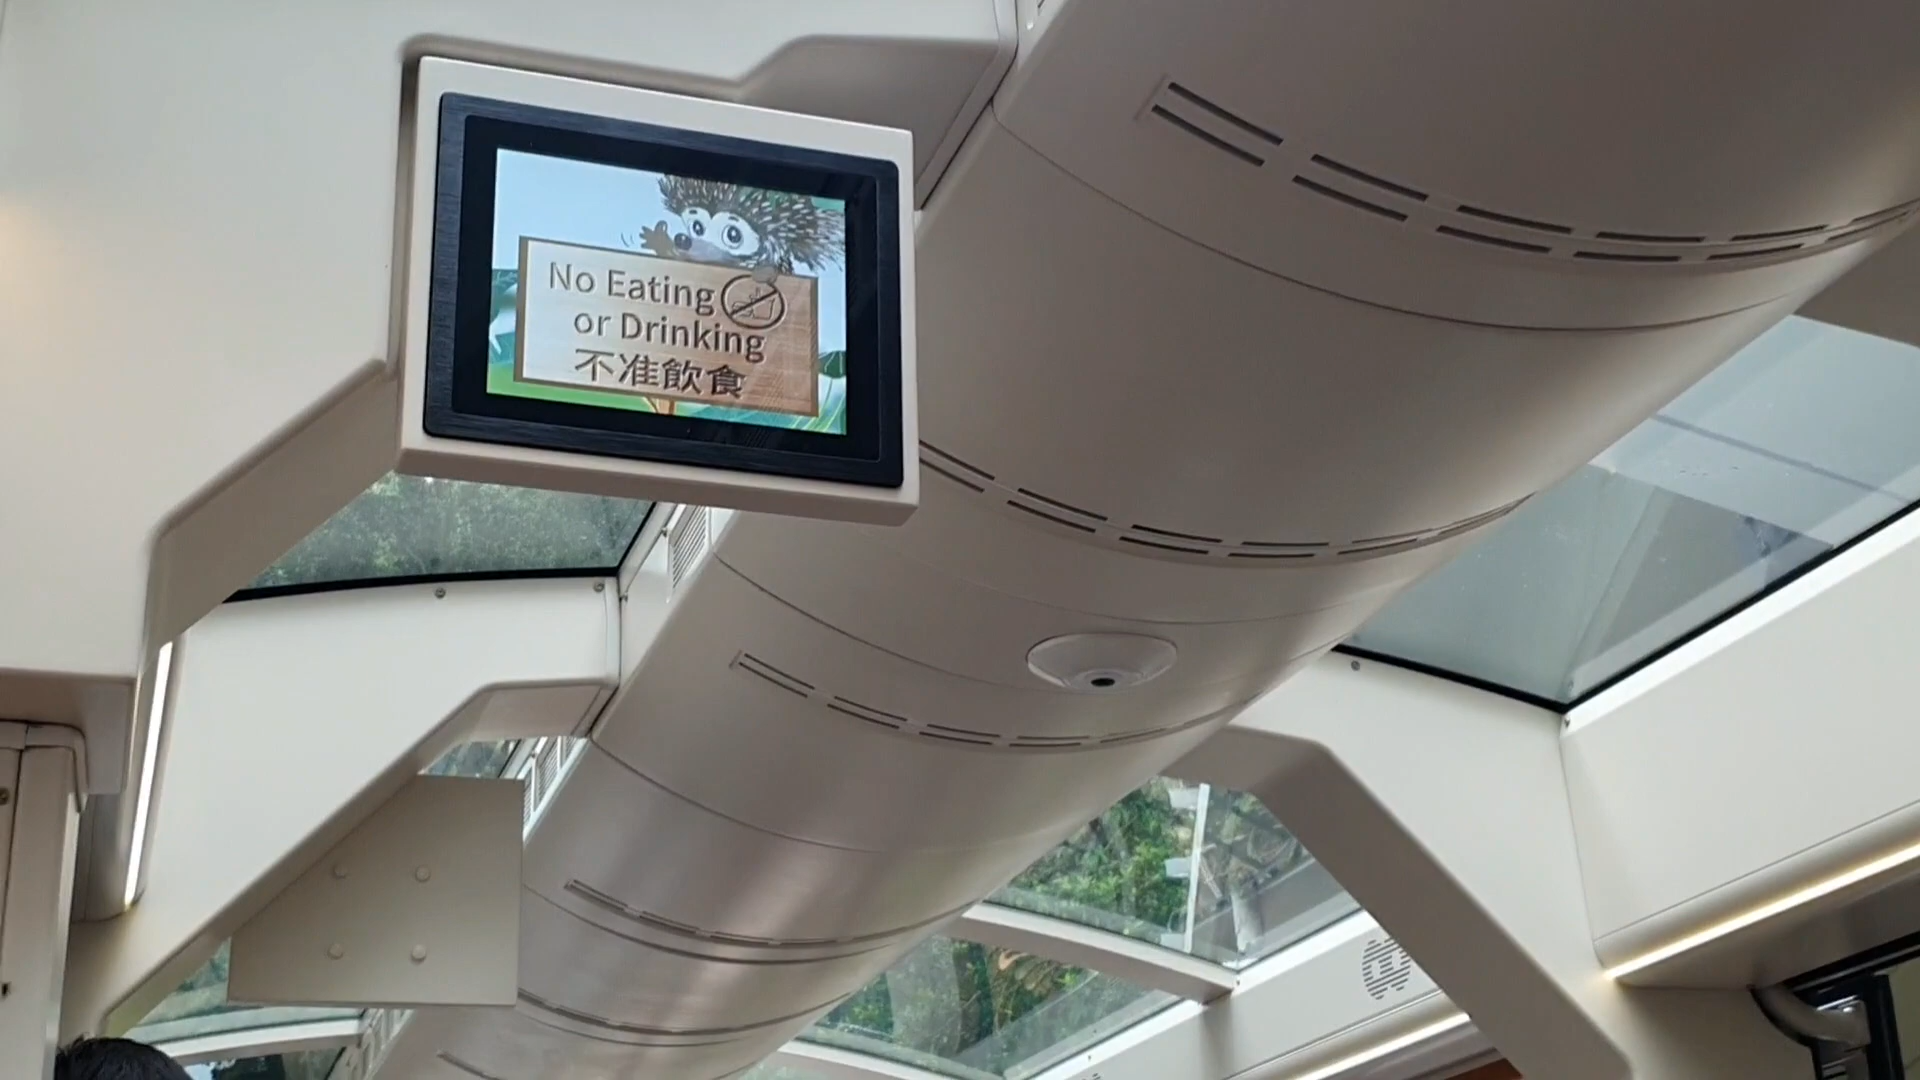 No Eating
or Drinking
不准飲食